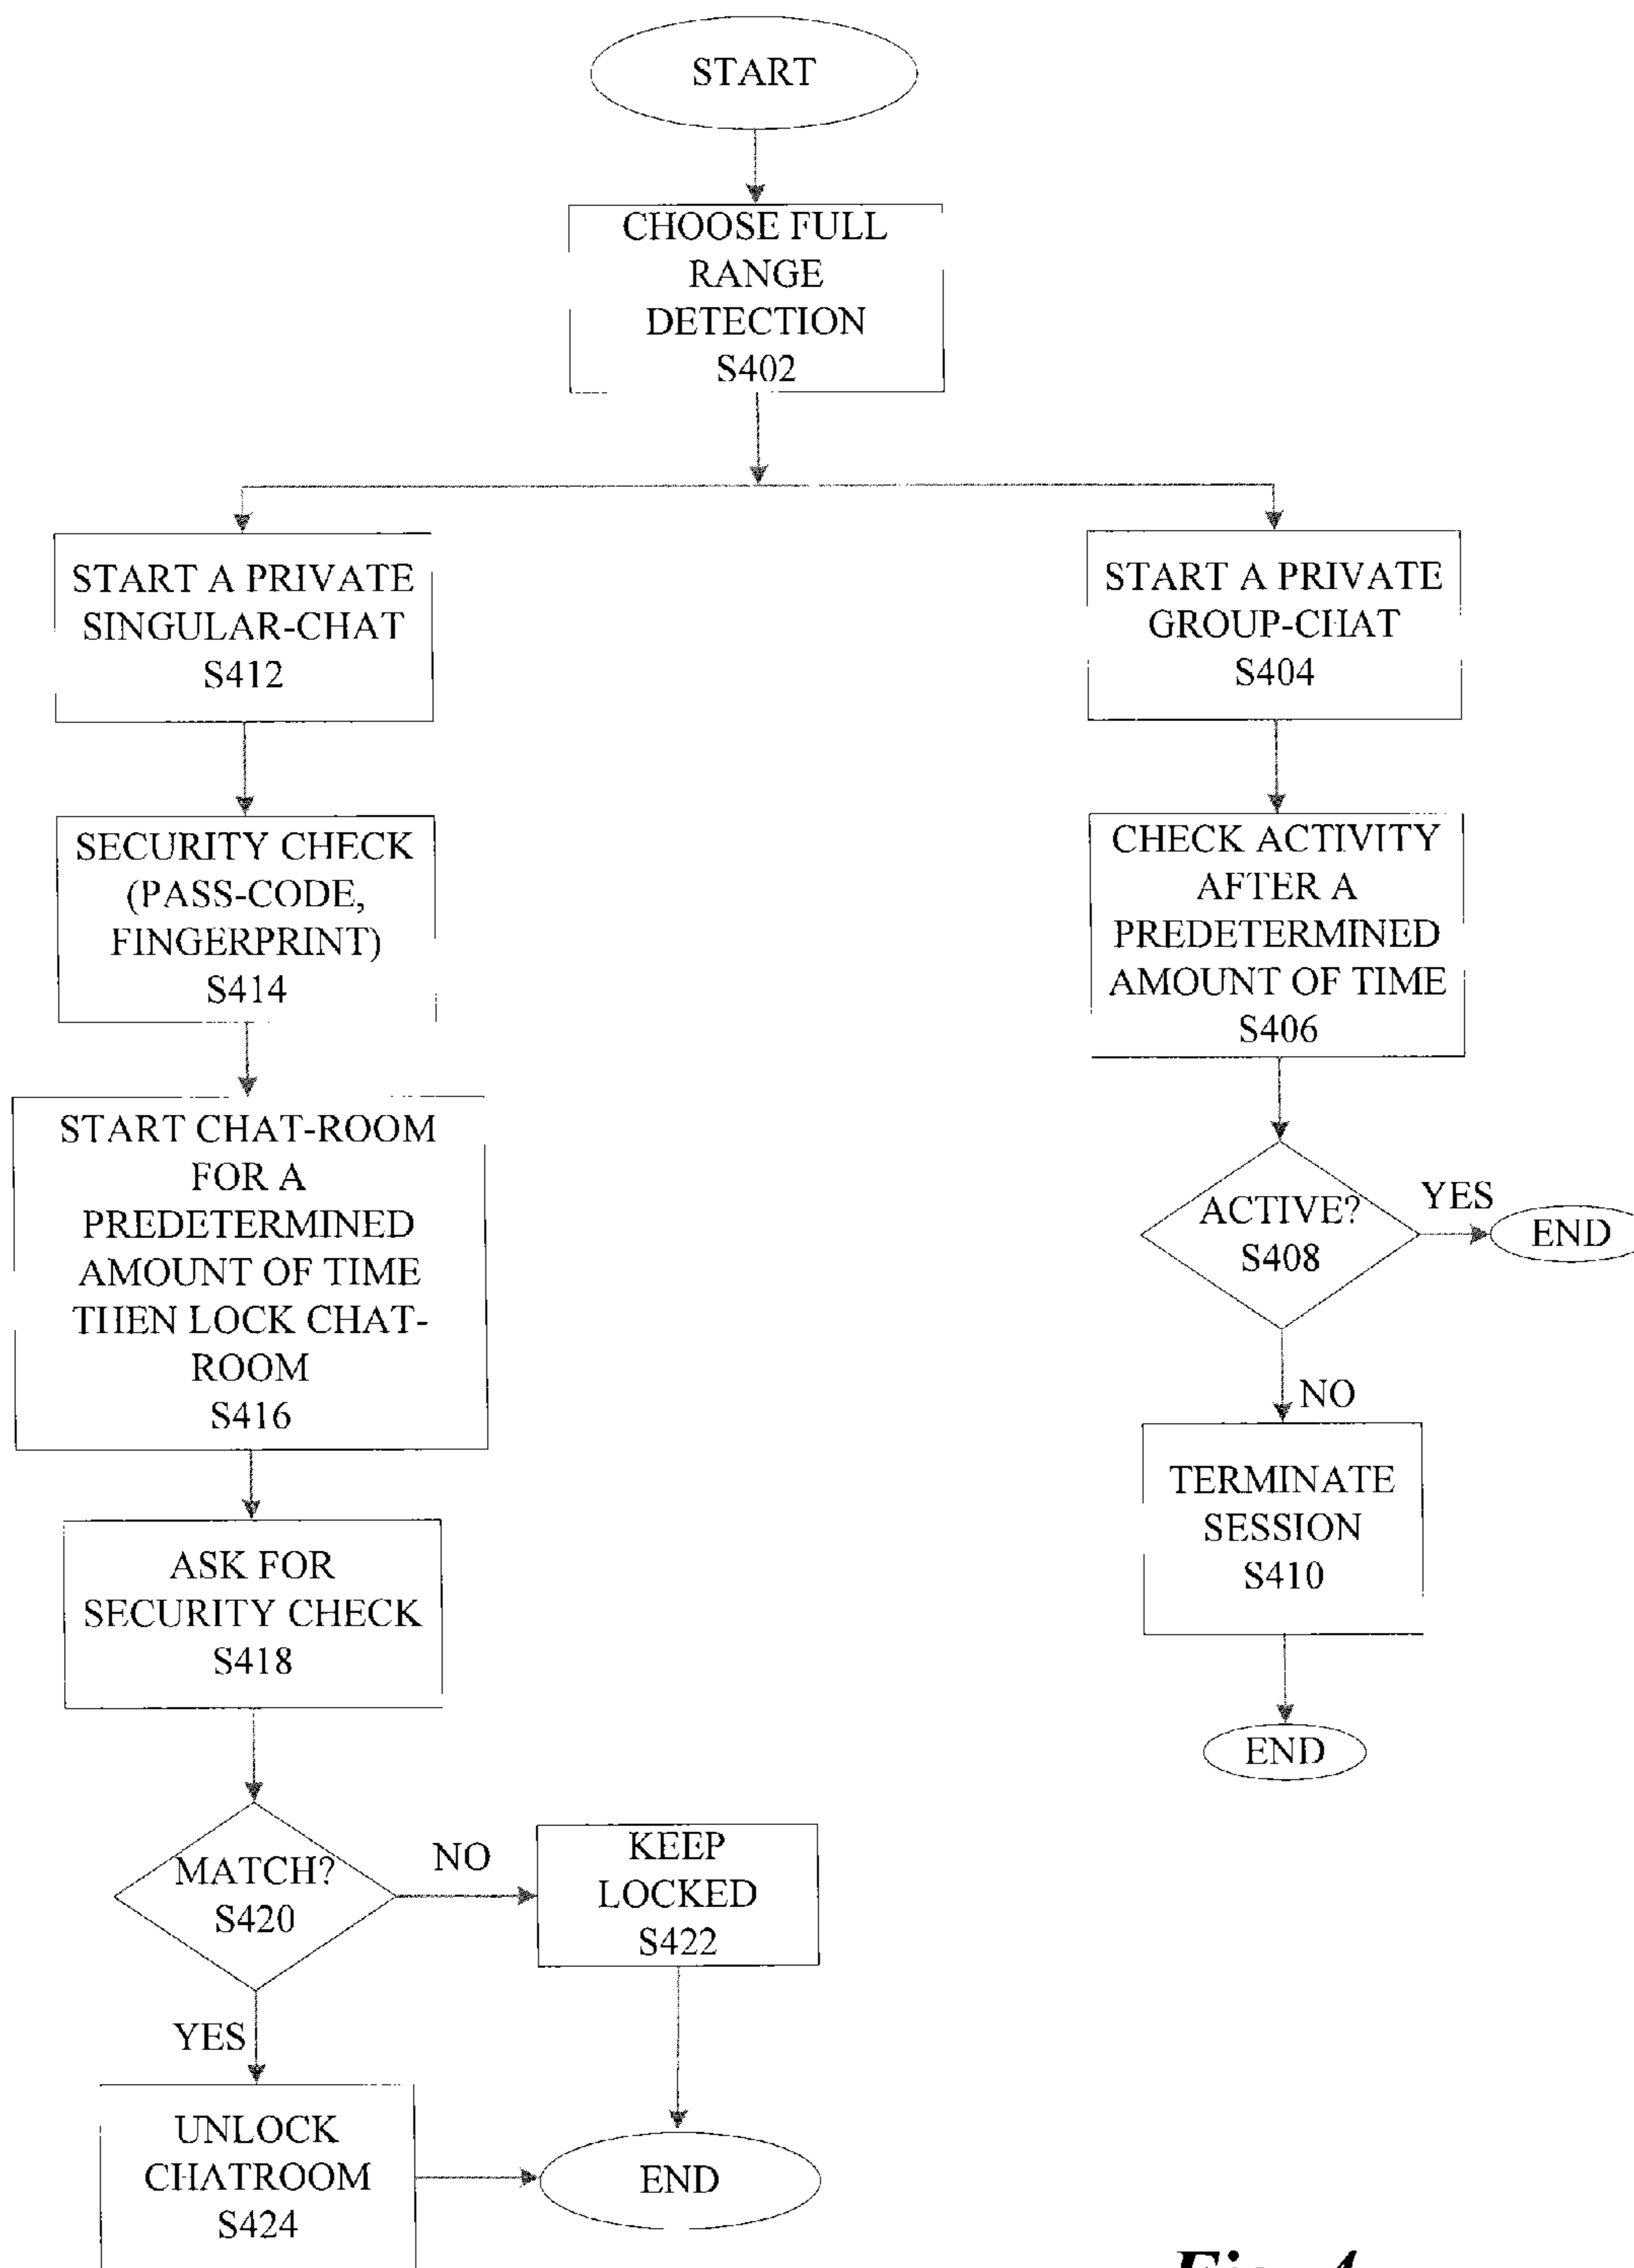 START
CHOOSE FULL
RANGE
DETECTION
S402
START A PRIVATE
SINGULAR-CHAT
S412
START A PRIVATE
GROUP-CHAT
S404
SECURITY CHECK
(PASS-CODE,
FINGERPRINT)
S414
CHECK ACTIVITY
AFTER A
PREDETERMINED
AMOUNT OF TIME
S406
START CHAT-ROOM
FOR A
PREDETERMINED
AMOUNT OF TIME
THEN LOCK CHAT-
ROOM
S416
ACTIVE?
S408
YES
END
NO
TERMINATE
SESSION
S410
END
ASK FOR
SECURITY CHECK
S418
MATCH?
S420
NO
KEEP
LOCKED
S422
YES
UNLOCK
CHATROOM
S424
END
Fig. 4